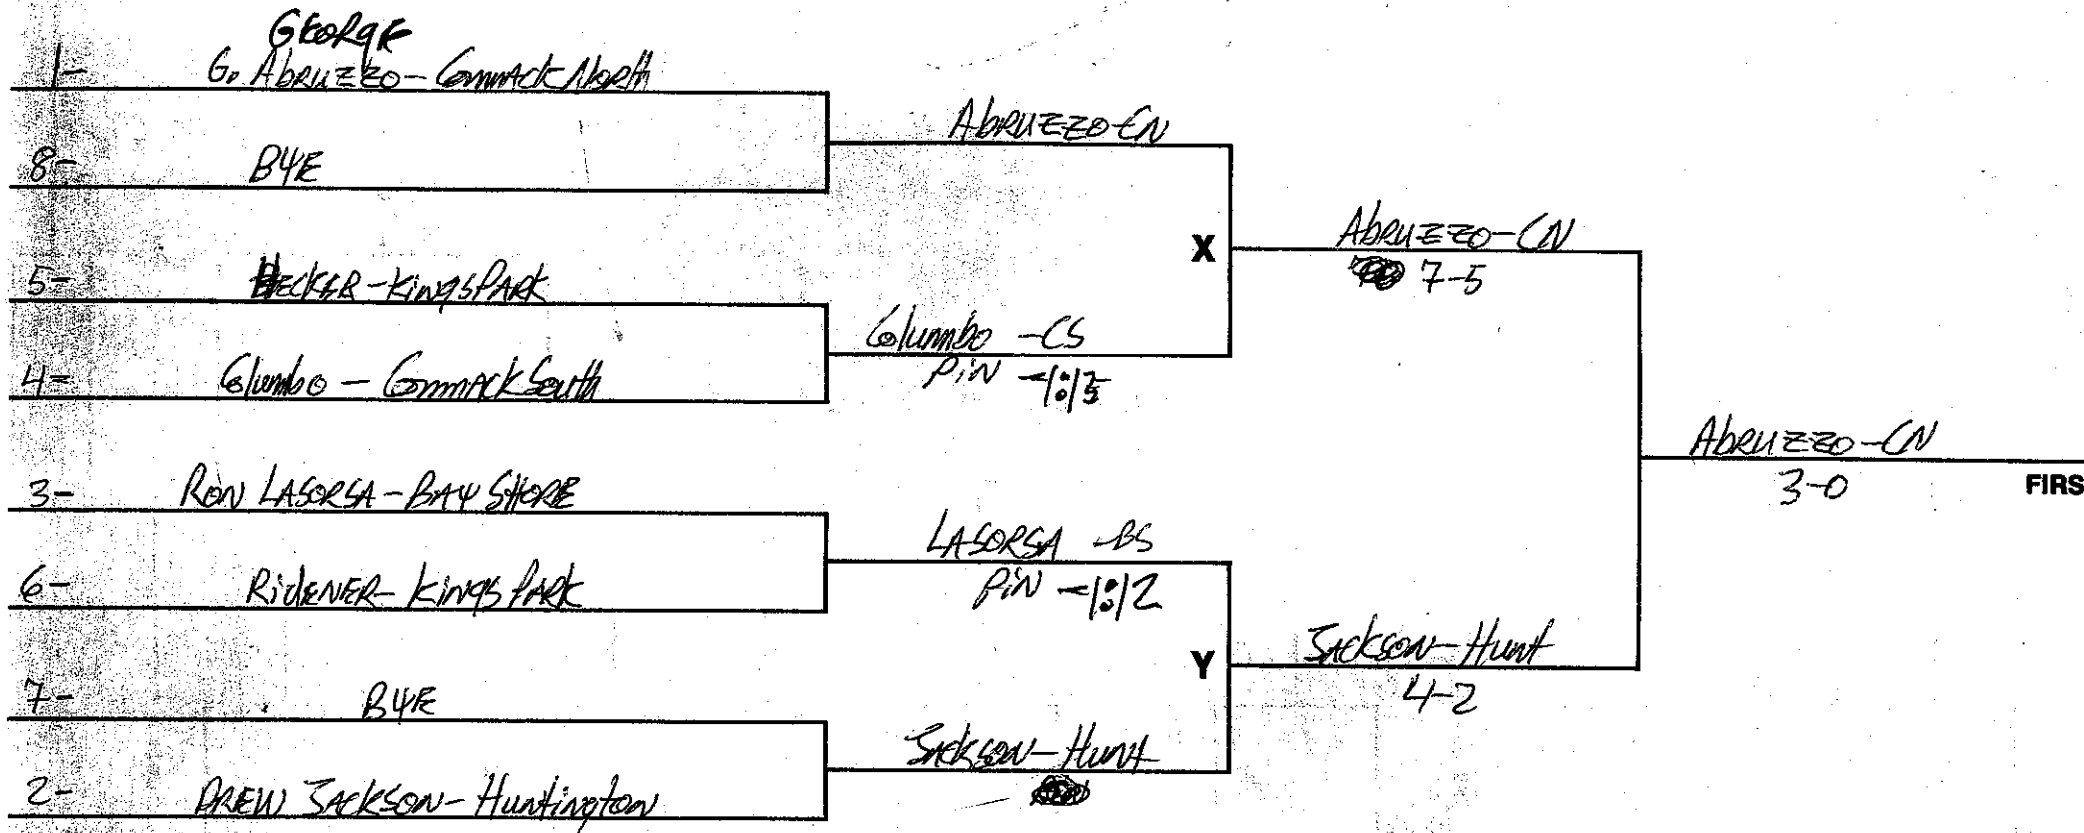 George
1- G. Abruzzo - Commack North
8- BYE
5- Hecker - Kings Park
4- Columbo - Commack South
3- Ron LaSorsa - Bay Shore
6- Ridener - Kings Park
7- BYE
2- Drew Jackson - Huntington
Abruzzo - CN
Columbo - CS
Pin - 1:13
LaSorsa - BS
Pin - 1:12
Jackson - Hunt
X
Abruzzo - CN
7-5
Y
Jackson - Hunt
4-2
Abruzzo - CN
3-0
FIRS